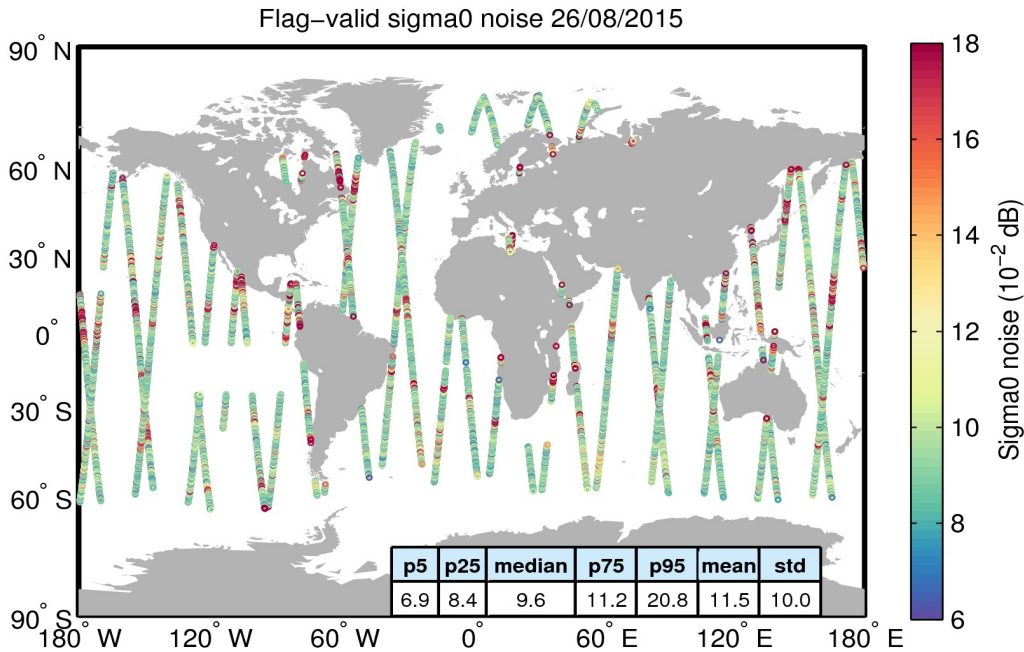 Flag−valid sigma0 noise 26/08/2015
90° N
60° N
30° N
0°
30° S
60° S
90° S
180° W
120° W
60° W
0°
60° E
120° E
180° E
p5 p25 median p75 p95 mean std
6.9 8.4 9.6 11.2 20.8 11.5 10.0
18
16
14
12
10
8
6
Sigma0 noise (10⁻² dB)